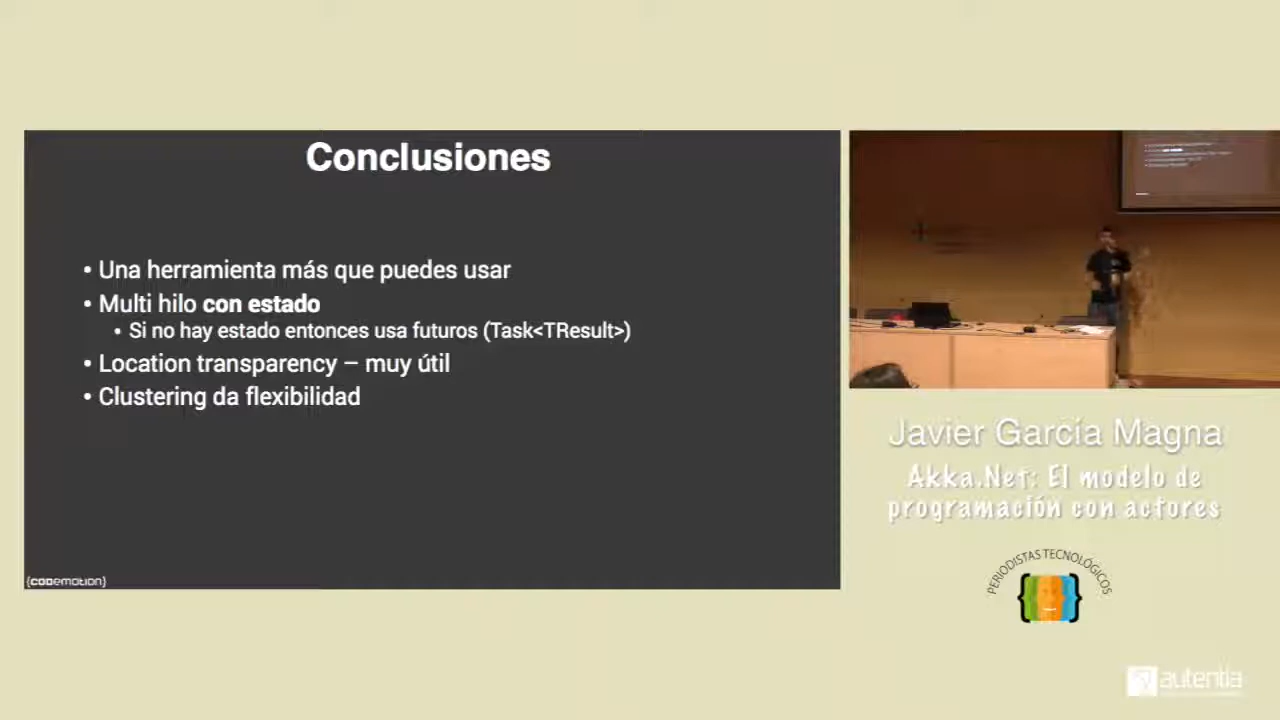 Conclusiones
• Una herramienta más que puedes usar
• Multi hilo con estado
• Si no hay estado entonces usa futuros (Task<TResult>)
• Location transparency – muy útil
• Clustering da flexibilidad
{codemotion}
Javier García Magna
Akka.Net: El modelo de
programación con actores
PERIODISTAS TECNOLÓGICOS
autentia